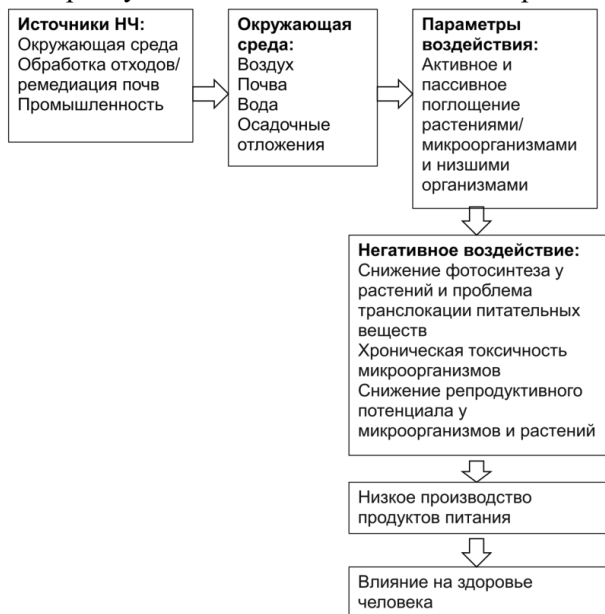 Источники НЧ:
Окружающая среда
Обработка отходов/
ремедиация почв
Промышленность
Окружающая
среда:
Воздух
Почва
Вода
Осадочные
отложения
Параметры
воздействия:
Активное и
пассивное
поглощение
растениями/
микроорганизмами
и низшими
организмами
Негативное воздействие:
Снижение фотосинтеза у
растений и проблема
транслокации питательных
веществ
Хроническая токсичность
микроорганизмов
Снижение репродуктивного
потенциала у
микроорганизмов и растений
Низкое производство
продуктов питания
Влияние на здоровье
человека